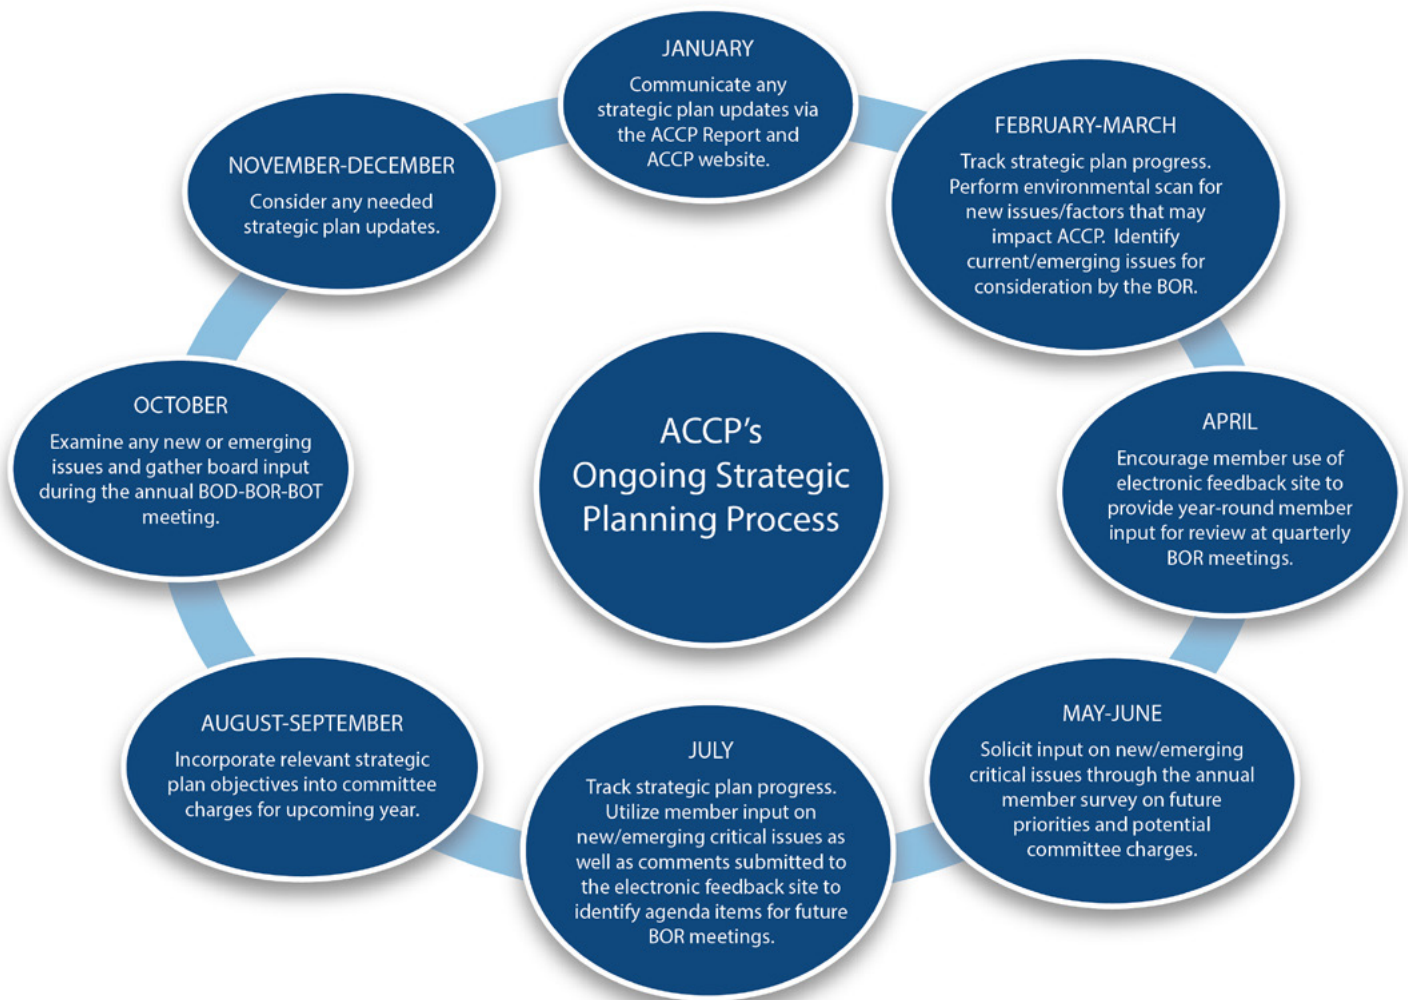 JANUARY
Communicate any
strategic plan updates via
the ACCP Report and
ACCP website.
FEBRUARY-MARCH
Track strategic plan progress.
Perform environmental scan for
new issues/factors that may
impact ACCP. Identify
current/emerging issues for
consideration by the BOR.
APRIL
Encourage member use of
electronic feedback site to
provide year-round member
input for review at quarterly
BOR meetings.
MAY-JUNE
Solicit input on new/emerging
critical issues through the annual
member survey on future
priorities and potential
committee charges.
JULY
Track strategic plan progress.
Utilize member input on
new/emerging critical issues as
well as comments submitted to
the electronic feedback site to
identify agenda items for future
BOR meetings.
AUGUST-SEPTEMBER
Incorporate relevant strategic
plan objectives into committee
charges for upcoming year.
OCTOBER
Examine any new or emerging
issues and gather board input
during the annual BOD-BOR-BOT
meeting.
NOVEMBER-DECEMBER
Consider any needed
strategic plan updates.
ACCP's
Ongoing Strategic
Planning Process